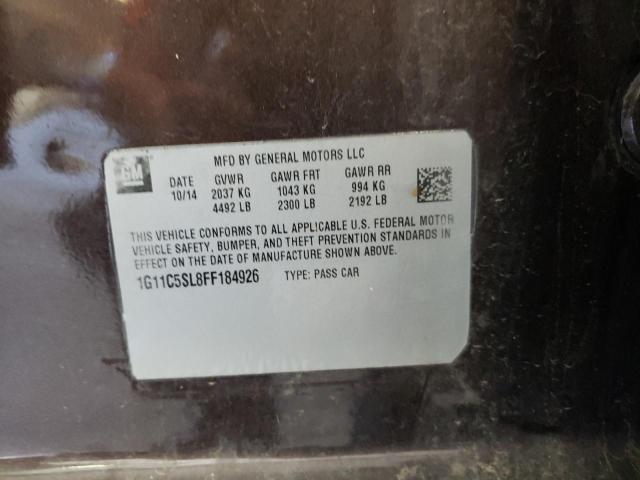 MFD BY GENERAL MOTORS LLC
GM
DATE GVWR GAWR FRT GAWR RR
10/14 2037 KG 1043 KG 994 KG
4492 LB 2300 LB 2192 LB
THIS VEHICLE CONFORMS TO ALL APPLICABLE U.S. FEDERAL MOTOR
VEHICLE SAFETY, BUMPER, AND THEFT PREVENTION STANDARDS IN
EFFECT ON THE DATE OF MANUFACTURE SHOWN ABOVE.
1G11C5SL8FF184926 TYPE: PASS CAR